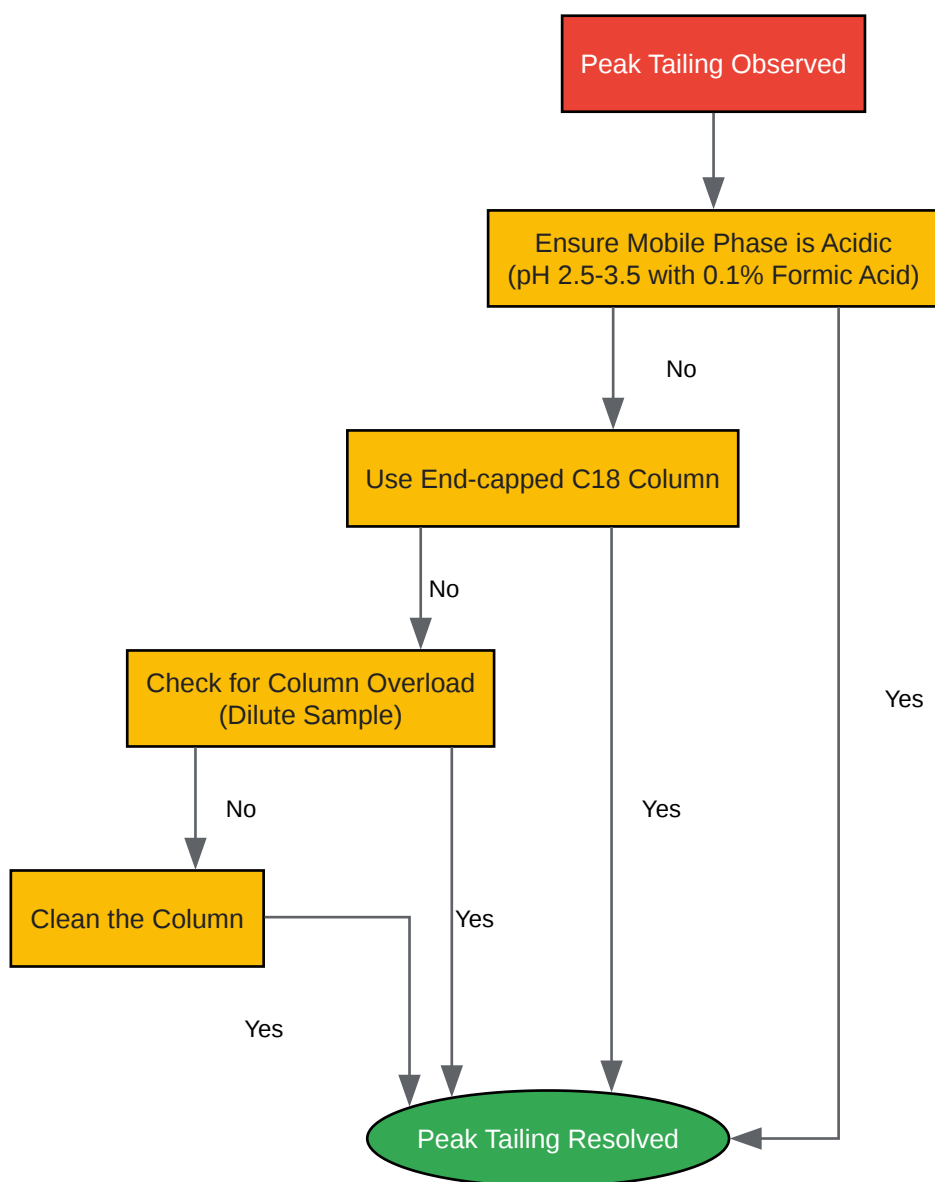 Peak Tailing Observed
Ensure Mobile Phase is Acidic
(pH 2.5-3.5 with 0.1% Formic Acid)
No
Use End-capped C18 Column
No
Check for Column Overload
(Dilute Sample)
Yes
No
Yes
Clean the Column
Yes
Yes
Peak Tailing Resolved